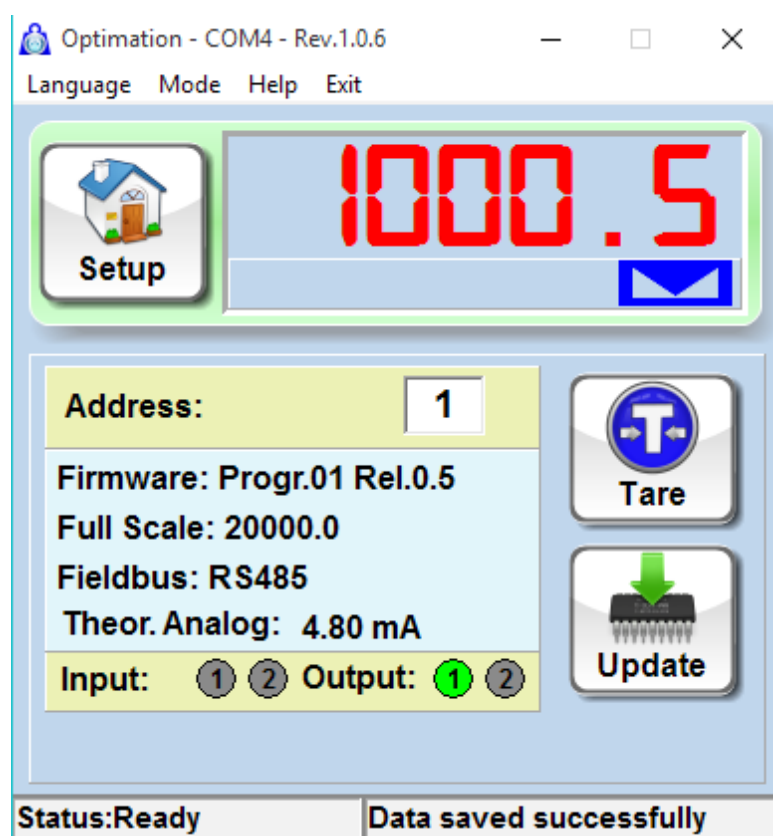 Optimation - COM4 - Rev.1.0.6
Language Mode Help Exit
1000.5
Setup
Address: 1
Firmware: Progr.01 Rel.0.5
Full Scale: 20000.0
Fieldbus: RS485
Theor. Analog: 4.80 mA
Input: 1 2 Output: 1 2
T
Tare
Update
Status:Ready Data saved successfully